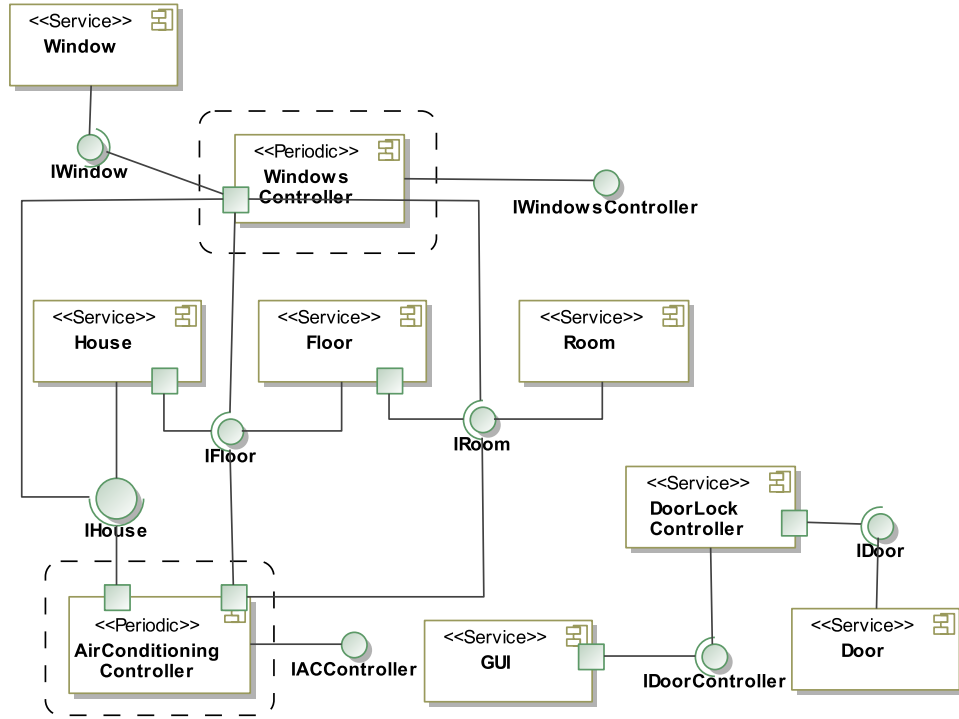 <<Service>>
Window
IWindow
<<Periodic>>
Windows
Controller
IWindowsController
<<Service>>
House
<<Service>>
Floor
<<Service>>
Room
IFloor
IRoom
IHouse
<<Service>>
DoorLock
Controller
IDoor
<<Periodic>>
AirConditioning
Controller
IACController
<<Service>>
GUI
IDoorController
<<Service>>
Door